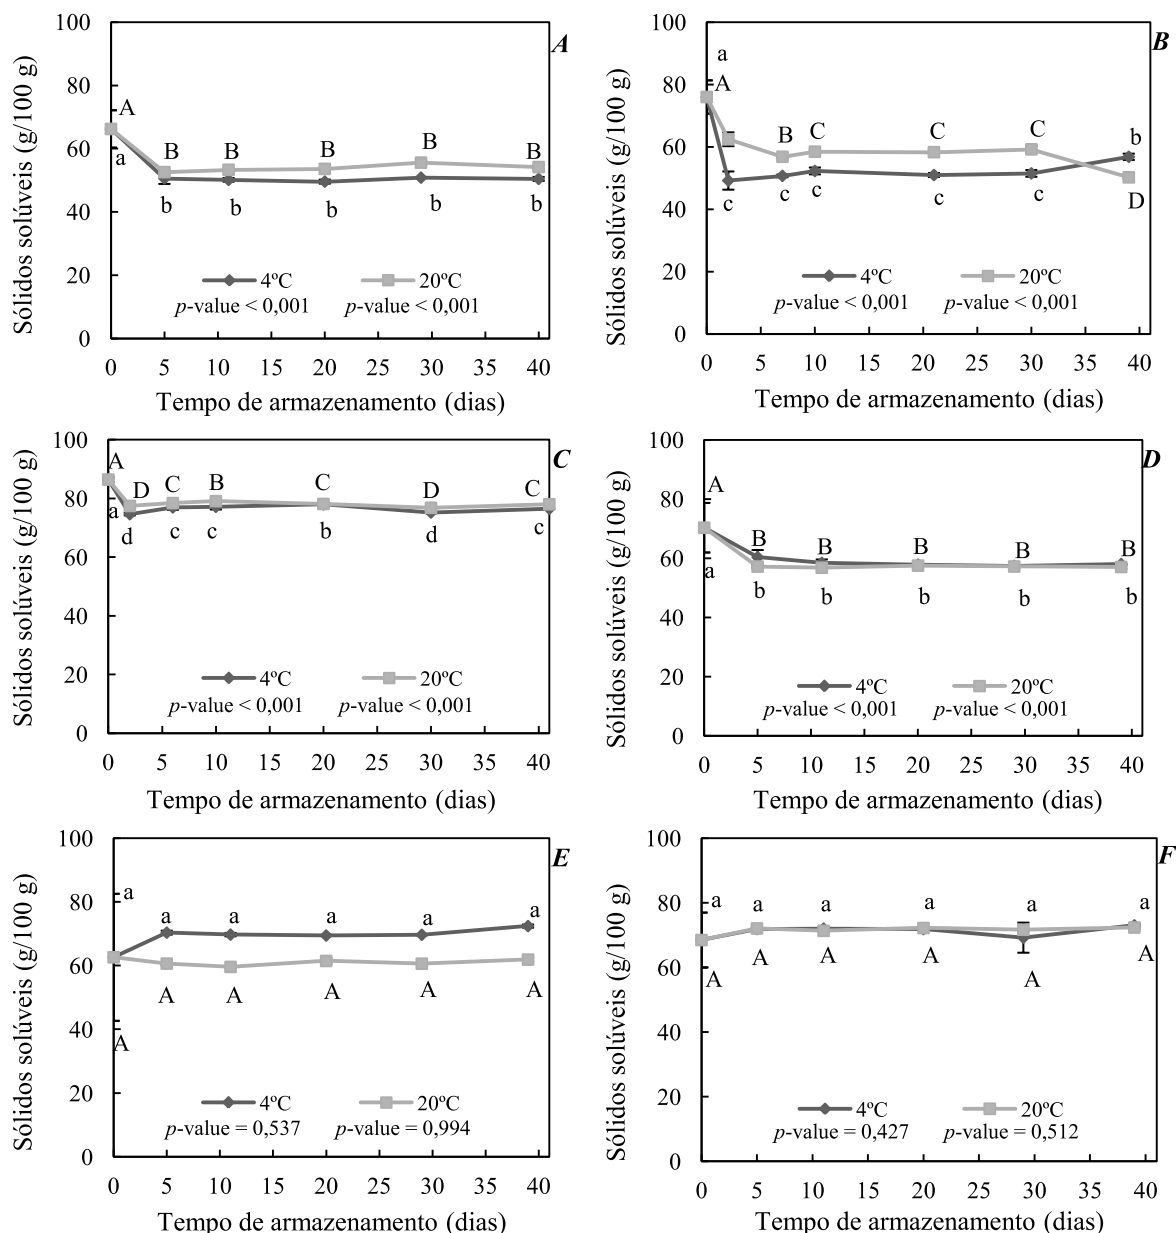 A
Sólidos solúveis (g/100 g)
100
80
60
40
20
0
A
a
B
B
B
B
B
b
b
b
b
b
4ºC
20ºC
p-value < 0,001
p-value < 0,001
0 5 10 15 20 25 30 35 40
Tempo de armazenamento (dias)
B
Sólidos solúveis (g/100 g)
100
80
60
40
20
0
a
A
B
C
C
C
b
c
c
c
c
c
D
4ºC
20ºC
p-value < 0,001
p-value < 0,001
0 5 10 15 20 25 30 35 40
Tempo de armazenamento (dias)
C
Sólidos solúveis (g/100 g)
100
80
60
40
20
0
A
a
D
C
B
C
D
C
d
c
c
b
d
c
4ºC
20ºC
p-value < 0,001
p-value < 0,001
0 5 10 15 20 25 30 35 40
Tempo de armazenamento (dias)
D
Sólidos solúveis (g/100 g)
100
80
60
40
20
0
A
a
B
B
B
B
B
b
b
b
b
b
4ºC
20ºC
p-value < 0,001
p-value < 0,001
0 5 10 15 20 25 30 35 40
Tempo de armazenamento (dias)
E
Sólidos solúveis (g/100 g)
100
80
60
40
20
0
a
a
a
a
a
a
A
A
A
A
A
A
4ºC
20ºC
p-value = 0,537
p-value = 0,994
0 5 10 15 20 25 30 35 40
Tempo de armazenamento (dias)
F
Sólidos solúveis (g/100 g)
100
80
60
40
20
0
a
a
a
a
a
a
A
A
A
A
A
A
4ºC
20ºC
p-value = 0,427
p-value = 0,512
0 5 10 15 20 25 30 35 40
Tempo de armazenamento (dias)